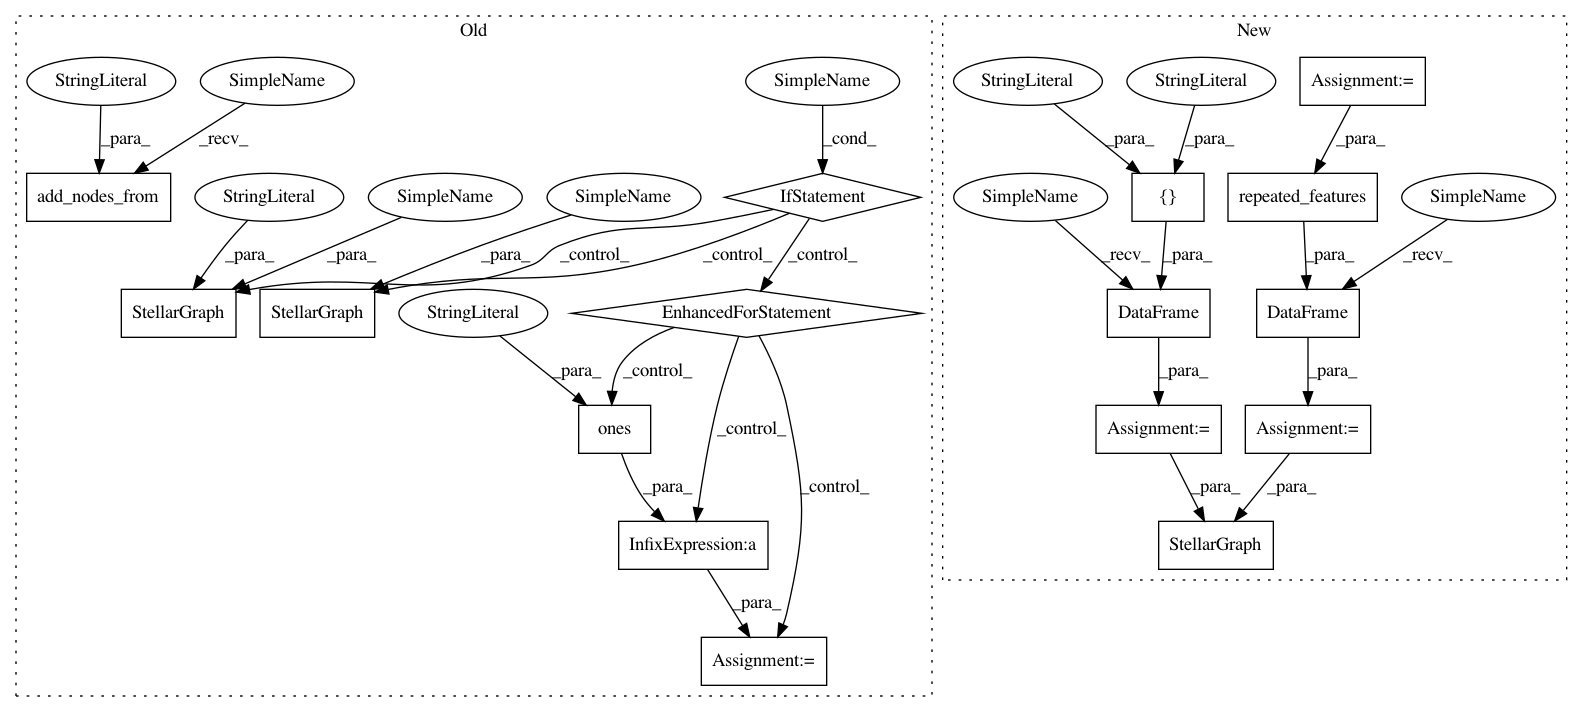 Old
New
StringLiteral
SimpleName
SimpleName
StringLiteral
StringLiteral
Assignment:=
_para_
_recv_
_cond_
_para_
_para_
_para_
add_nodes_from
StringLiteral
SimpleName
SimpleName
IfStatement
SimpleName
{}
repeated_features
SimpleName
_para_
_para_
_para_
_control_
_control_
_control_
_recv_
_para_
_para_
_recv_
StellarGraph
StellarGraph
StringLiteral
EnhancedForStatement
DataFrame
DataFrame
_para_
_control_
_para_
_para_
ones
_control_
Assignment:=
Assignment:=
_para_
_control_
_para_
_para_
InfixExpression:a
StellarGraph
_para_
Assignment:=